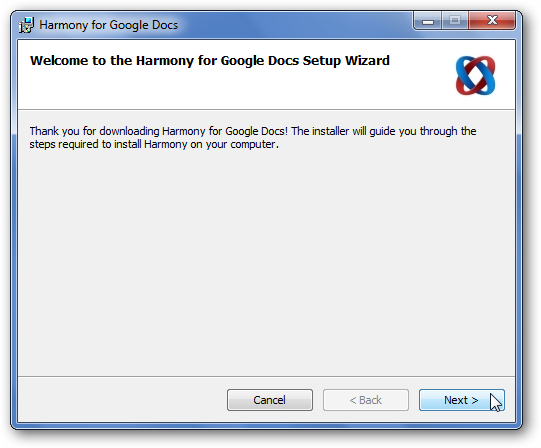 Harmony for Google Docs
Welcome to the Harmony for Google Docs Setup Wizard
Thank you for downloading Harmony for Google Docs! The installer will guide you through the
steps required to install Harmony on your computer.
Cancel
< Back
Next >